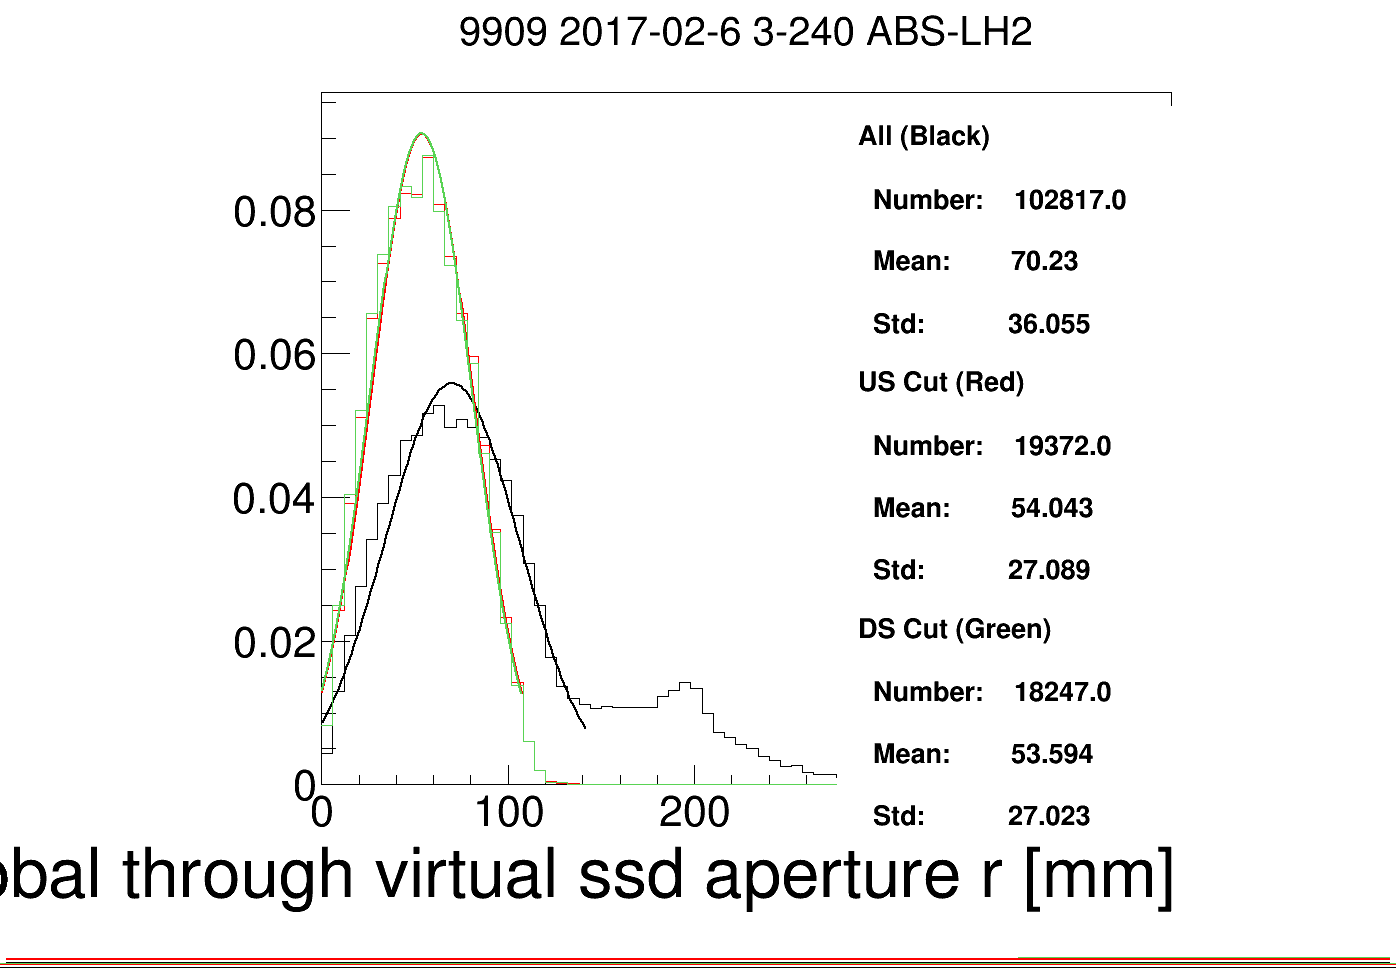 9909 2017-02-6 3-240 ABS-LH2
All (Black)
Number: 102817.0
Mean: 70.23
Std: 36.055
US Cut (Red)
Number: 19372.0
Mean: 54.043
Std: 27.089
DS Cut (Green)
Number: 18247.0
Mean: 53.594
Std: 27.023
0.08
0.06
0.04
0.02
0
0 100 200
obal through virtual ssd aperture r [mm]